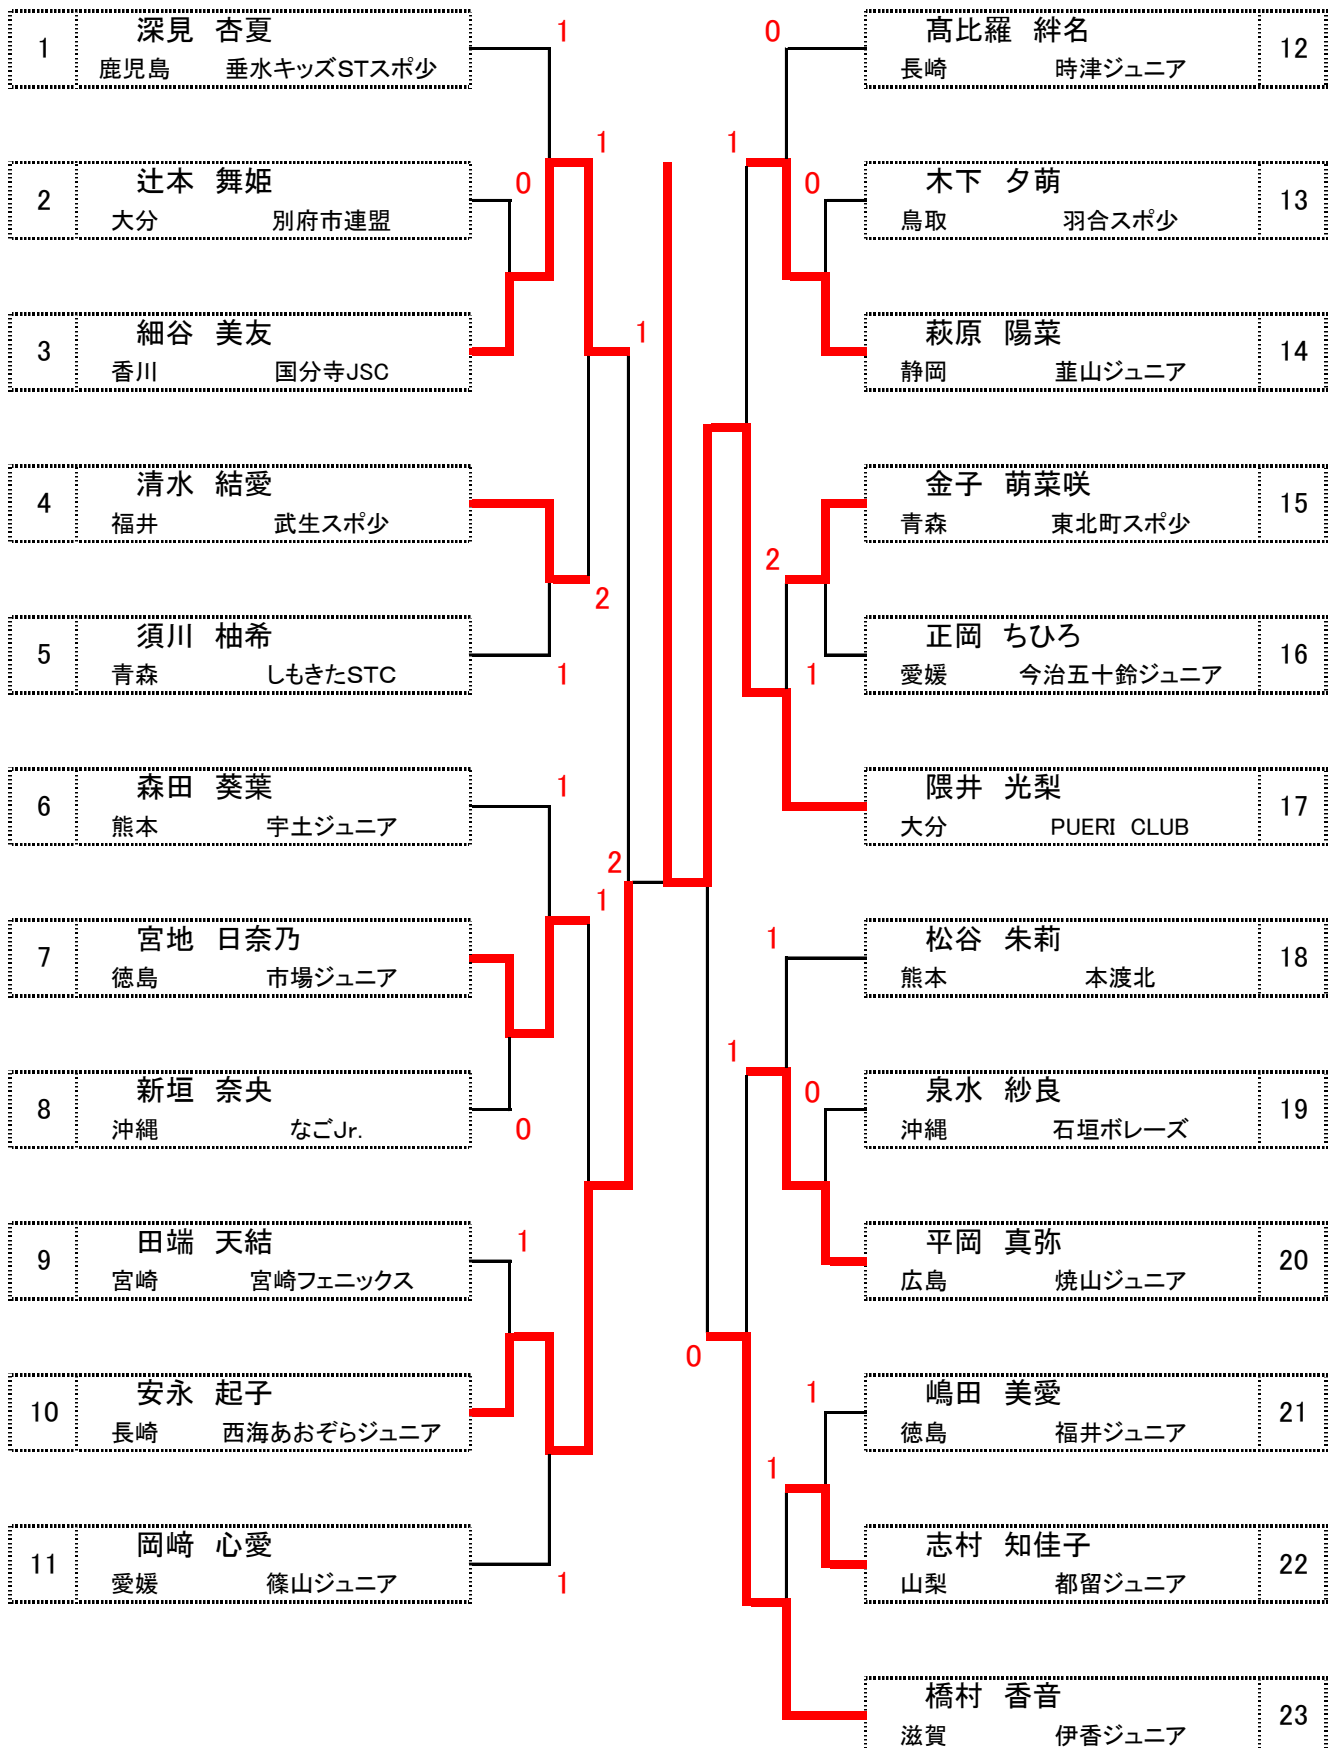 1 深見 杏夏
鹿児島 垂水キッズSTスポ少
2 辻本 舞姫
大分 別府市連盟
3 細谷 美友
香川 国分寺JSC
4 清水 結愛
福井 武生スポ少
5 須川 柚希
青森 しもきたSTC
6 森田 葵葉
熊本 宇土ジュニア
7 宮地 日奈乃
徳島 市場ジュニア
8 新垣 奈央
沖縄 なごJr.
9 田端 天結
宮崎 宮崎フェニックス
10 安永 起子
長崎 西海あおぞらジュニア
11 岡﨑 心愛
愛媛 篠山ジュニア
1
1
0
1
2
1
1
2
1
0
1
1
0
1
0
2
1
1
1
0
0
1
1
髙比羅 絆名 12
長崎 時津ジュニア
木下 夕萌 13
鳥取 羽合スポ少
萩原 陽菜 14
静岡 韮山ジュニア
金子 萌菜咲 15
青森 東北町スポ少
正岡 ちひろ 16
愛媛 今治五十鈴ジュニア
隈井 光梨 17
大分 PUERI CLUB
松谷 朱莉 18
熊本 本渡北
泉水 紗良 19
沖縄 石垣ボレーズ
平岡 真弥 20
広島 焼山ジュニア
嶋田 美愛 21
徳島 福井ジュニア
志村 知佳子 22
山梨 都留ジュニア
橋村 香音 23
滋賀 伊香ジュニア